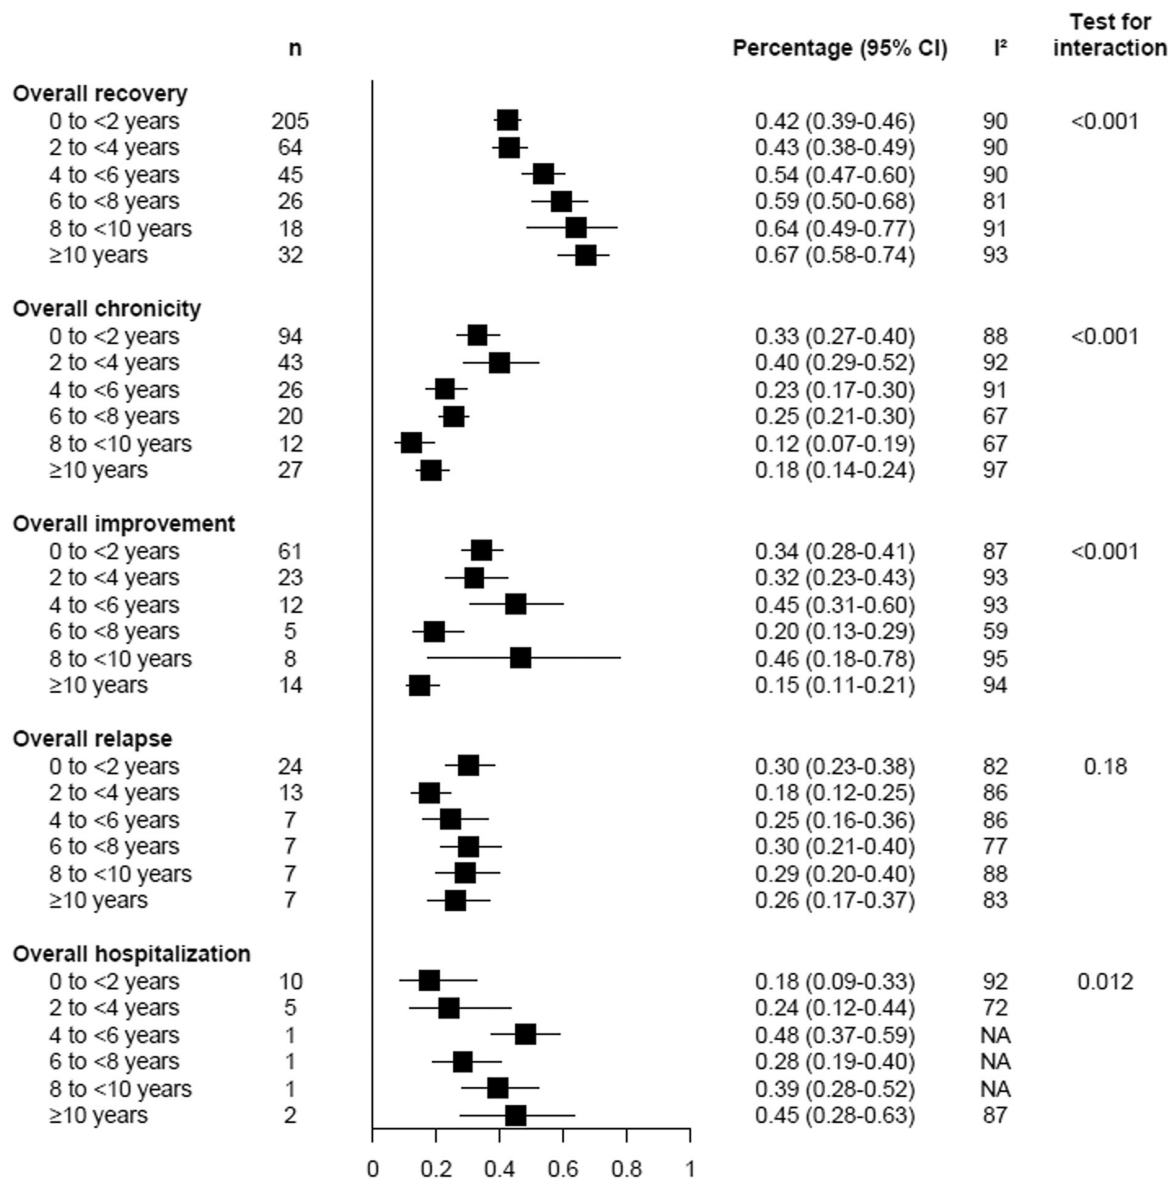 n Percentage (95% CI) I² Test for interaction
Overall recovery
0 to <2 years 205 0.42 (0.39-0.46) 90 <0.001
2 to <4 years 64 0.43 (0.38-0.49) 90
4 to <6 years 45 0.54 (0.47-0.60) 90
6 to <8 years 26 0.59 (0.50-0.68) 81
8 to <10 years 18 0.64 (0.49-0.77) 91
≥10 years 32 0.67 (0.58-0.74) 93
Overall chronicity
0 to <2 years 94 0.33 (0.27-0.40) 88 <0.001
2 to <4 years 43 0.40 (0.29-0.52) 92
4 to <6 years 26 0.23 (0.17-0.30) 91
6 to <8 years 20 0.25 (0.21-0.30) 67
8 to <10 years 12 0.12 (0.07-0.19) 67
≥10 years 27 0.18 (0.14-0.24) 97
Overall improvement
0 to <2 years 61 0.34 (0.28-0.41) 87 <0.001
2 to <4 years 23 0.32 (0.23-0.43) 93
4 to <6 years 12 0.45 (0.31-0.60) 93
6 to <8 years 5 0.20 (0.13-0.29) 59
8 to <10 years 8 0.46 (0.18-0.78) 95
≥10 years 14 0.15 (0.11-0.21) 94
Overall relapse
0 to <2 years 24 0.30 (0.23-0.38) 82 0.18
2 to <4 years 13 0.18 (0.12-0.25) 86
4 to <6 years 7 0.25 (0.16-0.36) 86
6 to <8 years 7 0.30 (0.21-0.40) 77
8 to <10 years 7 0.29 (0.20-0.40) 88
≥10 years 7 0.26 (0.17-0.37) 83
Overall hospitalization
0 to <2 years 10 0.18 (0.09-0.33) 92 0.012
2 to <4 years 5 0.24 (0.12-0.44) 72
4 to <6 years 1 0.48 (0.37-0.59) NA
6 to <8 years 1 0.28 (0.19-0.40) NA
8 to <10 years 1 0.39 (0.28-0.52) NA
≥10 years 2 0.45 (0.28-0.63) 87
0 0.2 0.4 0.6 0.8 1